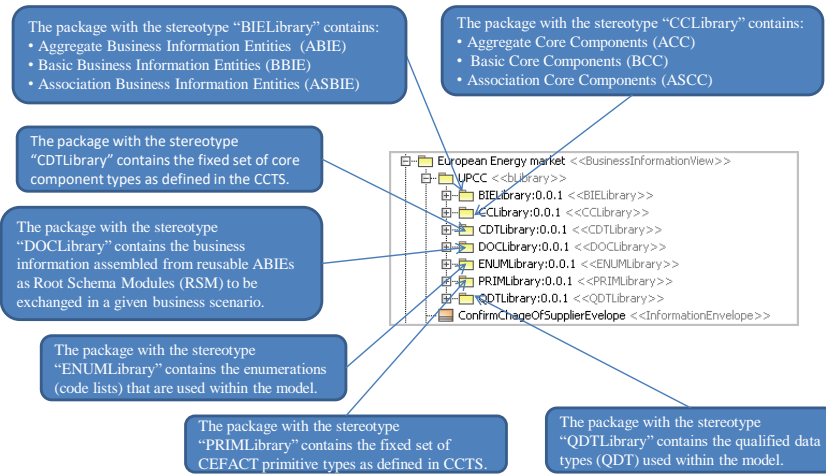 The package with the stereotype “BIELibrary” contains:
• Aggregate Business Information Entities (ABIE)
• Basic Business Information Entities (BBIE)
• Association Business Information Entities (ASBIE)
The package with the stereotype “CCLibrary” contains:
• Aggregate Core Components (ACC)
• Basic Core Components (BCC)
• Association Core Components (ASCC)
The package with the stereotype
“CDTLibrary” contains the fixed set of core
component types as defined in the CCTS.
The package with the stereotype
“DOCLibrary” contains the business
information assembled from reusable ABIEs
as Root Schema Modules (RSM) to be
exchanged in a given business scenario.
European Energy market <<BusinessInformationView>>
UPCC <<bLibrary>>
BIELibrary:0.0.1 <<BIELibrary>>
CCLibrary:0.0.1 <<CCLibrary>>
CDTLibrary:0.0.1 <<CDTLibrary>>
DOCLibrary:0.0.1 <<DOCLibrary>>
ENUMLibrary:0.0.1 <<ENUMLibrary>>
PRIMLibrary:0.0.1 <<PRIMLibrary>>
QDTLibrary:0.0.1 <<QDTLibrary>>
ConfirmChageOfSupplierEvelope <<InformationEnvelope>>
The package with the stereotype
“ENUMLibrary” contains the enumerations
(code lists) that are used within the model.
The package with the stereotype
“PRIMLibrary” contains the fixed set of
CEFACT primitive types as defined in CCTS.
The package with the stereotype
“QDTLibrary” contains the qualified data
types (QDT) used within the model.